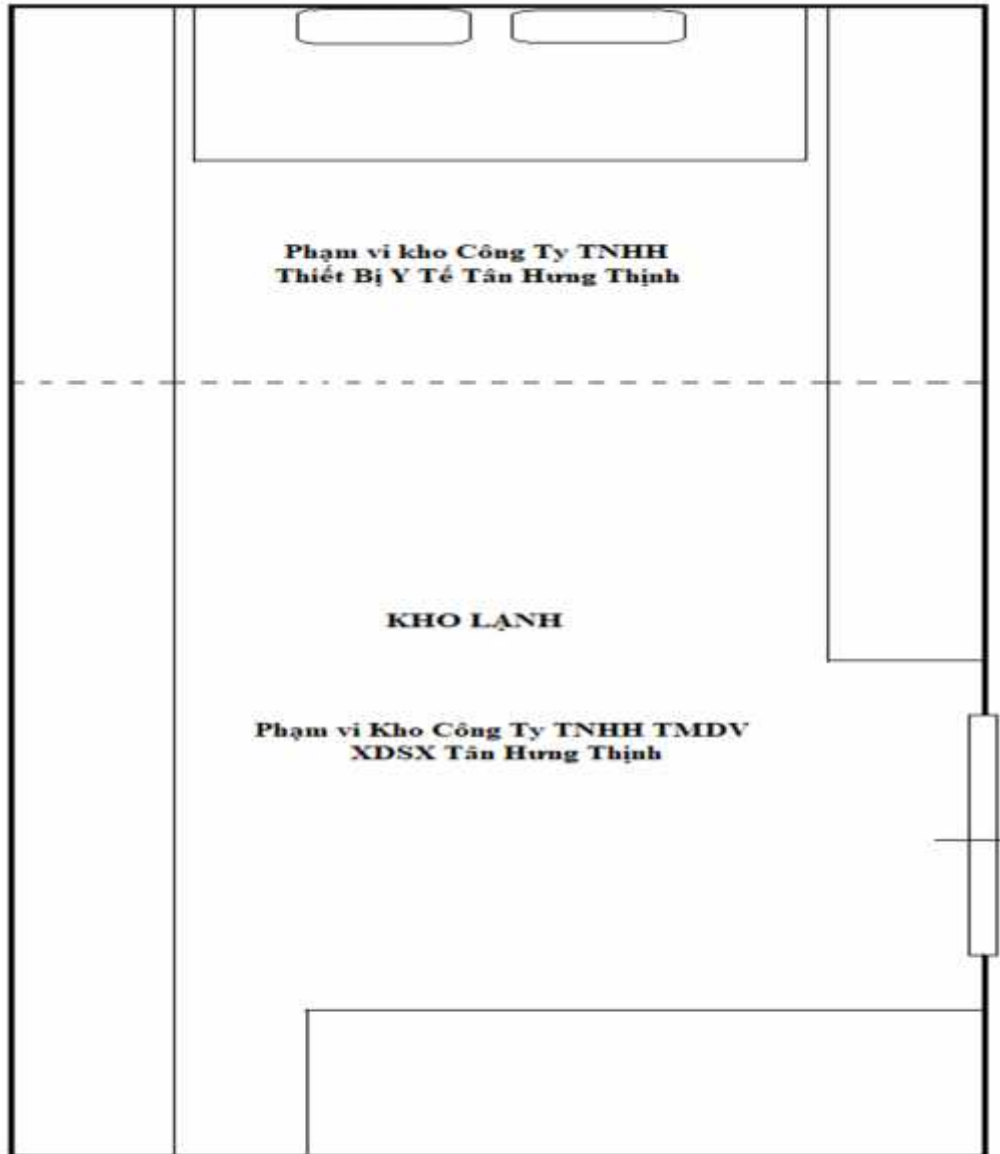 Phạm vi kho Công Ty TNHH
Thiết Bị Y Tế Tân Hưng Thịnh
KHO LẠNH
Phạm vi Kho Công Ty TNHH TMDV
XDSX Tân Hưng Thịnh